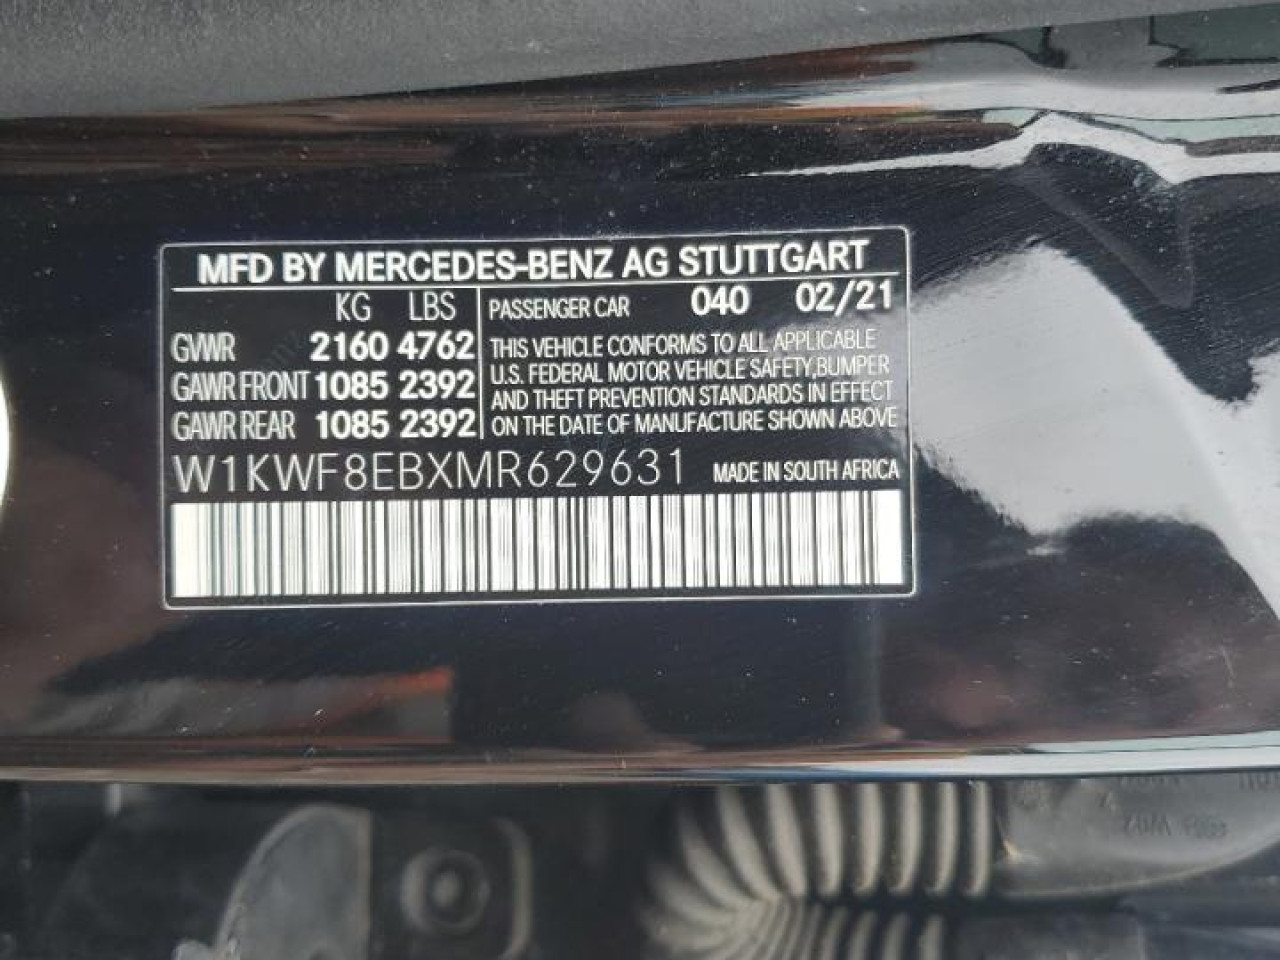 MFD BY MERCEDES-BENZ AG STUTTGART
KG LBS
GVWR 2160 4762
GAWR FRONT 1085 2392
GAWR REAR 1085 2392
PASSENGER CAR 040 02/21
THIS VEHICLE CONFORMS TO ALL APPLICABLE
U.S. FEDERAL MOTOR VEHICLE SAFETY,BUMPER
AND THEFT PREVENTION STANDARDS IN EFFECT
ON THE DATE OF MANUFACTURE SHOWN ABOVE
W1KWF8EBXMR629631 MADE IN SOUTH AFRICA